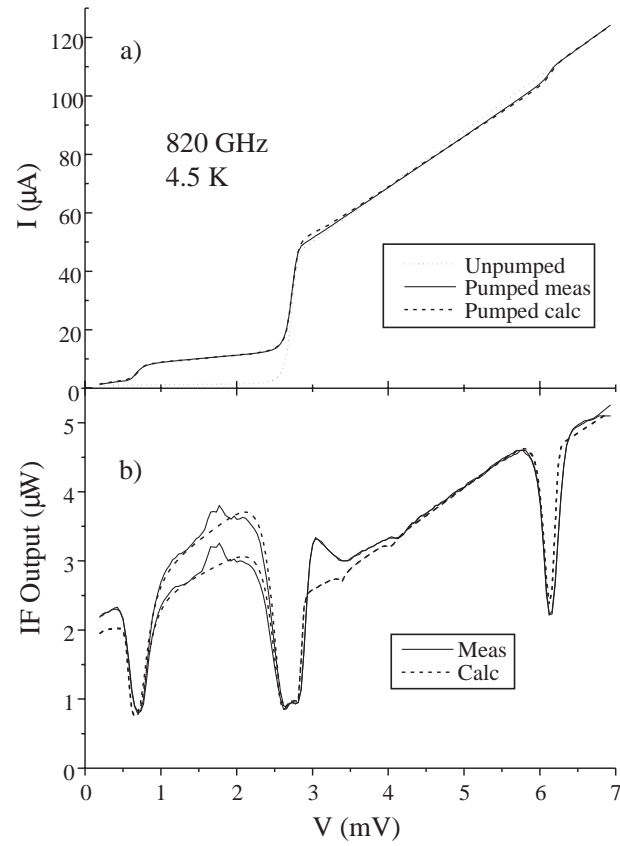 120
100
80
60
40
20
0
I (μA)
a)
820 GHz
4.5 K
Unpumped
Pumped meas
Pumped calc
5
4
3
2
1
0
IF Output (μW)
b)
Meas
Calc
0 1 2 3 4 5 6 7
V (mV)